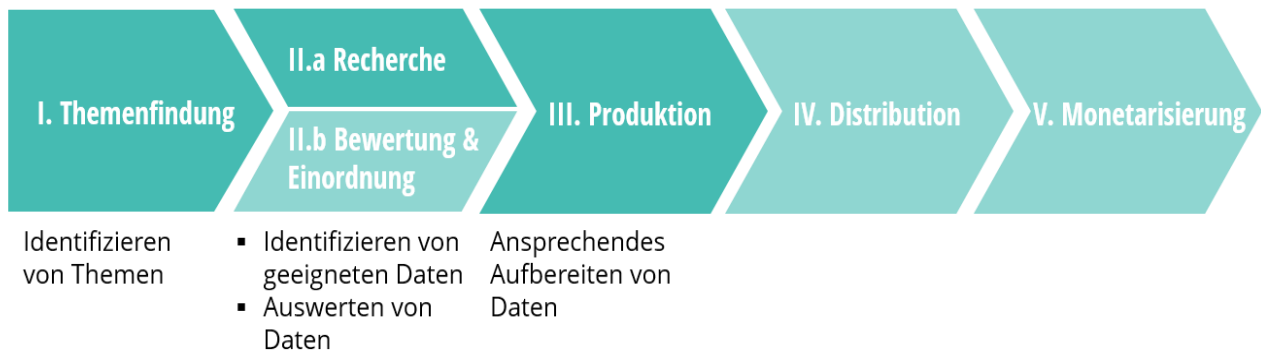 I. Themenfindung
II.a Recherche
II.b Bewertung &
Einordnung
III. Produktion
IV. Distribution
V. Monetarisierung
Identifizieren
von Themen
▪ Identifizieren von
geeigneten Daten
▪ Auswerten von
Daten
Ansprechendes
Aufbereiten von
Daten